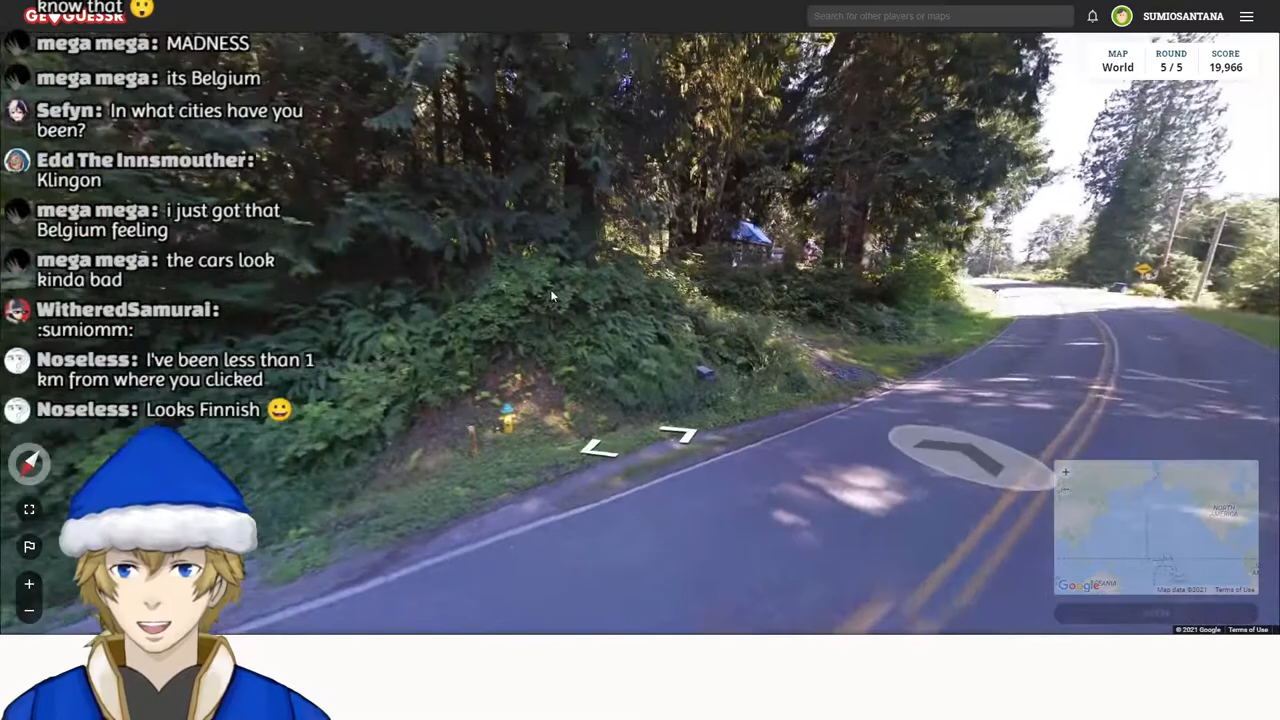 know that 😲
GEOGUESSR
Search for other players or maps
SUMIOSANTANA
mega mega: MADNESS
mega mega: its Belgium
Sefyn: In what cities have you
been?
Edd The Innsmouther:
Klingon
mega mega: i just got that
Belgium feeling
mega mega: the cars look
kinda bad
WitheredSamurai:
:sumiomm:
Noseless: I've been less than 1
km from where you clicked
Noseless: Looks Finnish 😀
MAP
World
ROUND
5 / 5
SCORE
19,966
NORTH
AMERICA
OCEANIA
Google
Map data ©2021
Terms of Use
© 2021 Google
Terms of Use